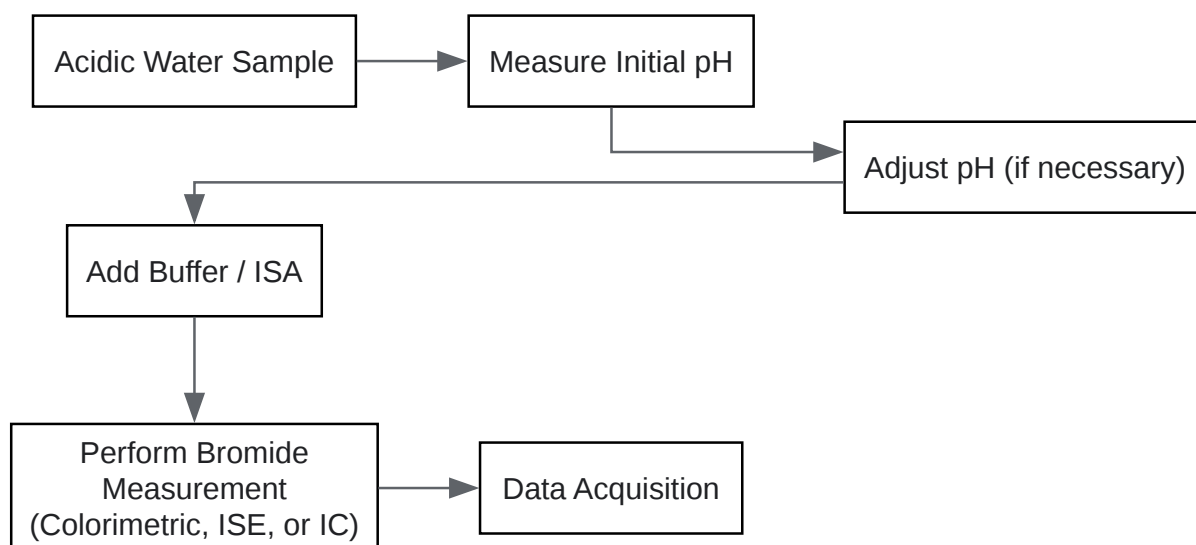 Acidic Water Sample
Measure Initial pH
Adjust pH (if necessary)
Add Buffer / ISA
Perform Bromide
Measurement
(Colorimetric, ISE, or IC)
Data Acquisition